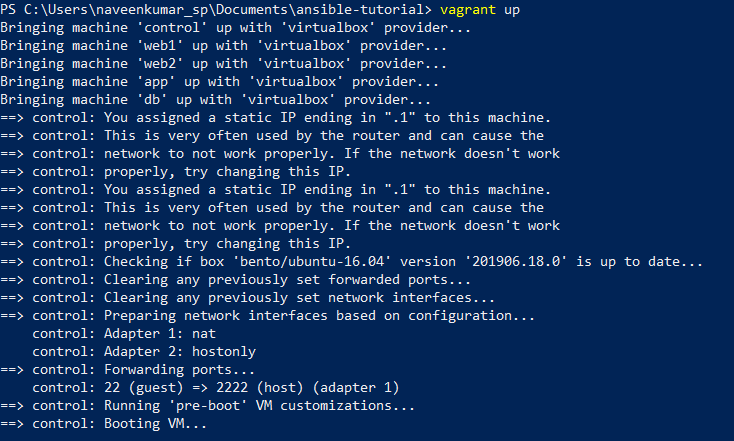 PS C:\Users\naveenkumar_sp\Documents\ansible-tutorial> vagrant up
Bringing machine 'control' up with 'virtualbox' provider...
Bringing machine 'web1' up with 'virtualbox' provider...
Bringing machine 'web2' up with 'virtualbox' provider...
Bringing machine 'app' up with 'virtualbox' provider...
Bringing machine 'db' up with 'virtualbox' provider...
==> control: You assigned a static IP ending in ".1" to this machine.
==> control: This is very often used by the router and can cause the
==> control: network to not work properly. If the network doesn't work
==> control: properly, try changing this IP.
==> control: You assigned a static IP ending in ".1" to this machine.
==> control: This is very often used by the router and can cause the
==> control: network to not work properly. If the network doesn't work
==> control: properly, try changing this IP.
==> control: Checking if box 'bento/ubuntu-16.04' version '201906.18.0' is up to date...
==> control: Clearing any previously set forwarded ports...
==> control: Clearing any previously set network interfaces...
==> control: Preparing network interfaces based on configuration...
    control: Adapter 1: nat
    control: Adapter 2: hostonly
==> control: Forwarding ports...
    control: 22 (guest) => 2222 (host) (adapter 1)
==> control: Running 'pre-boot' VM customizations...
==> control: Booting VM...